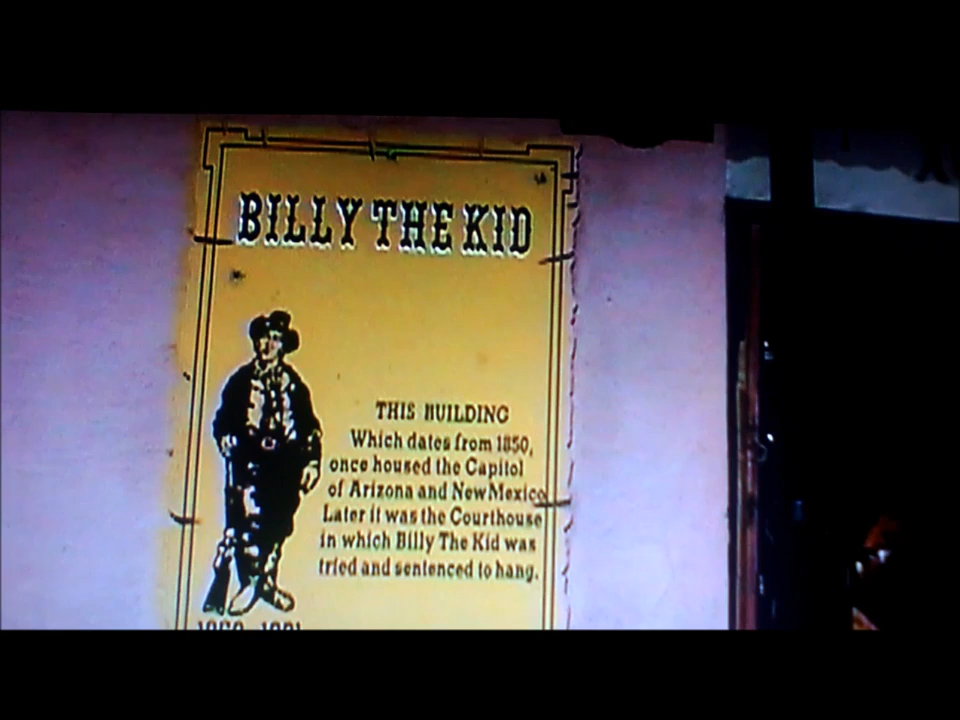 BILLY THE KID
THIS BUILDING
Which dates from 1850,
once housed the Capitol
of Arizona and New Mexico
Later it was the Courthouse
in which Billy The Kid was
tried and sentenced to hang.